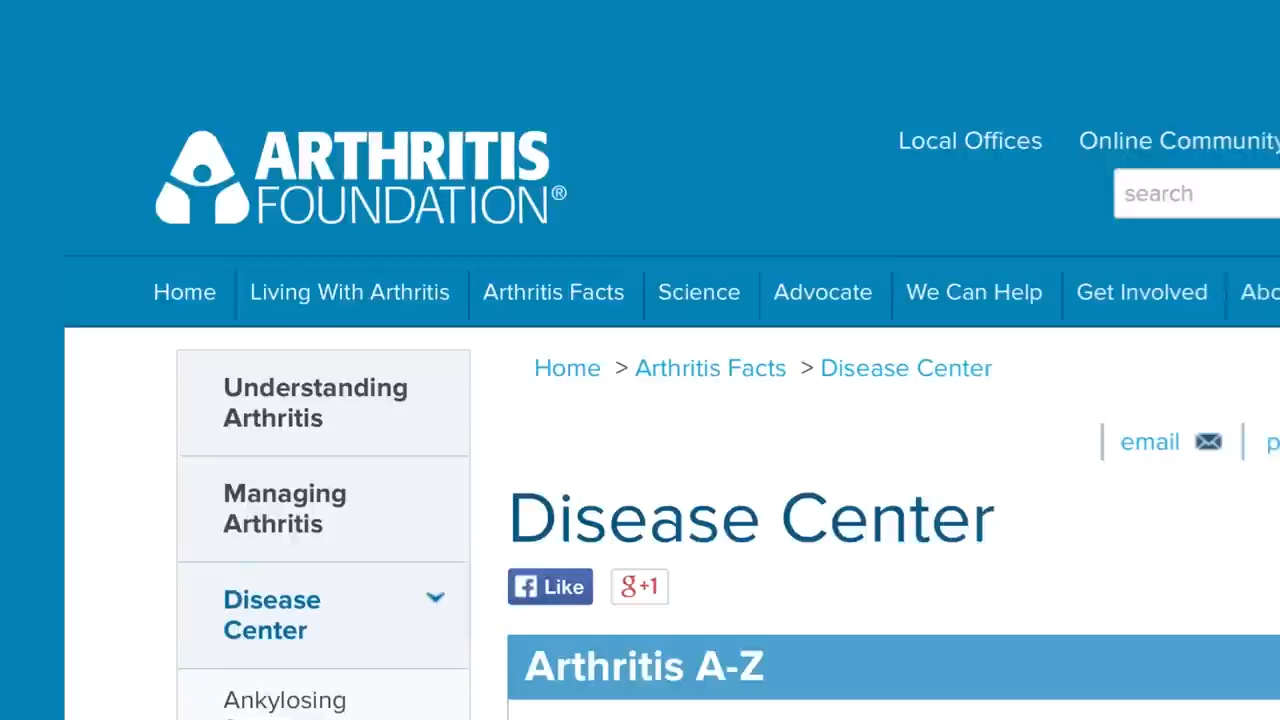 ARTHRITIS
FOUNDATION®
Local Offices Online Community
search
Home Living With Arthritis Arthritis Facts Science Advocate We Can Help Get Involved
Home > Arthritis Facts > Disease Center
Understanding
Arthritis
email
Managing
Arthritis
Disease Center
Like g+1
Disease
Center
Arthritis A-Z
Ankylosing